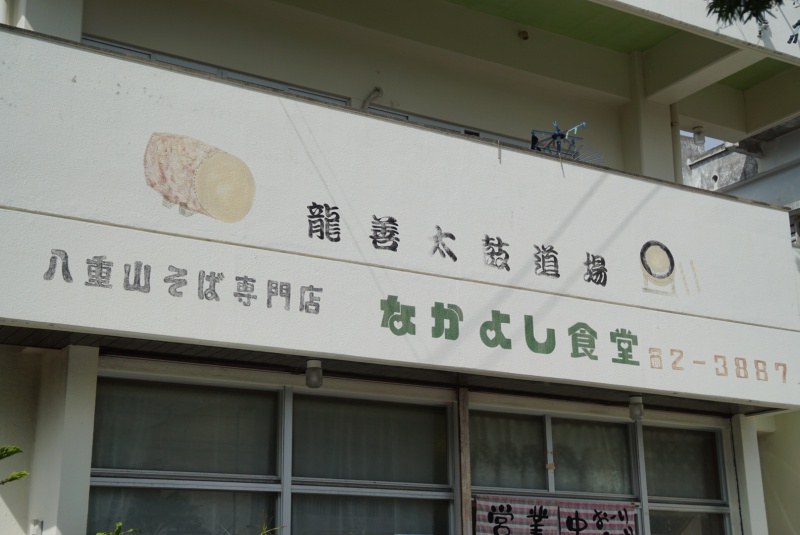 龍善太鼓道場
八重山そば専門店
なかよし食堂 ☎2-3887
営業中